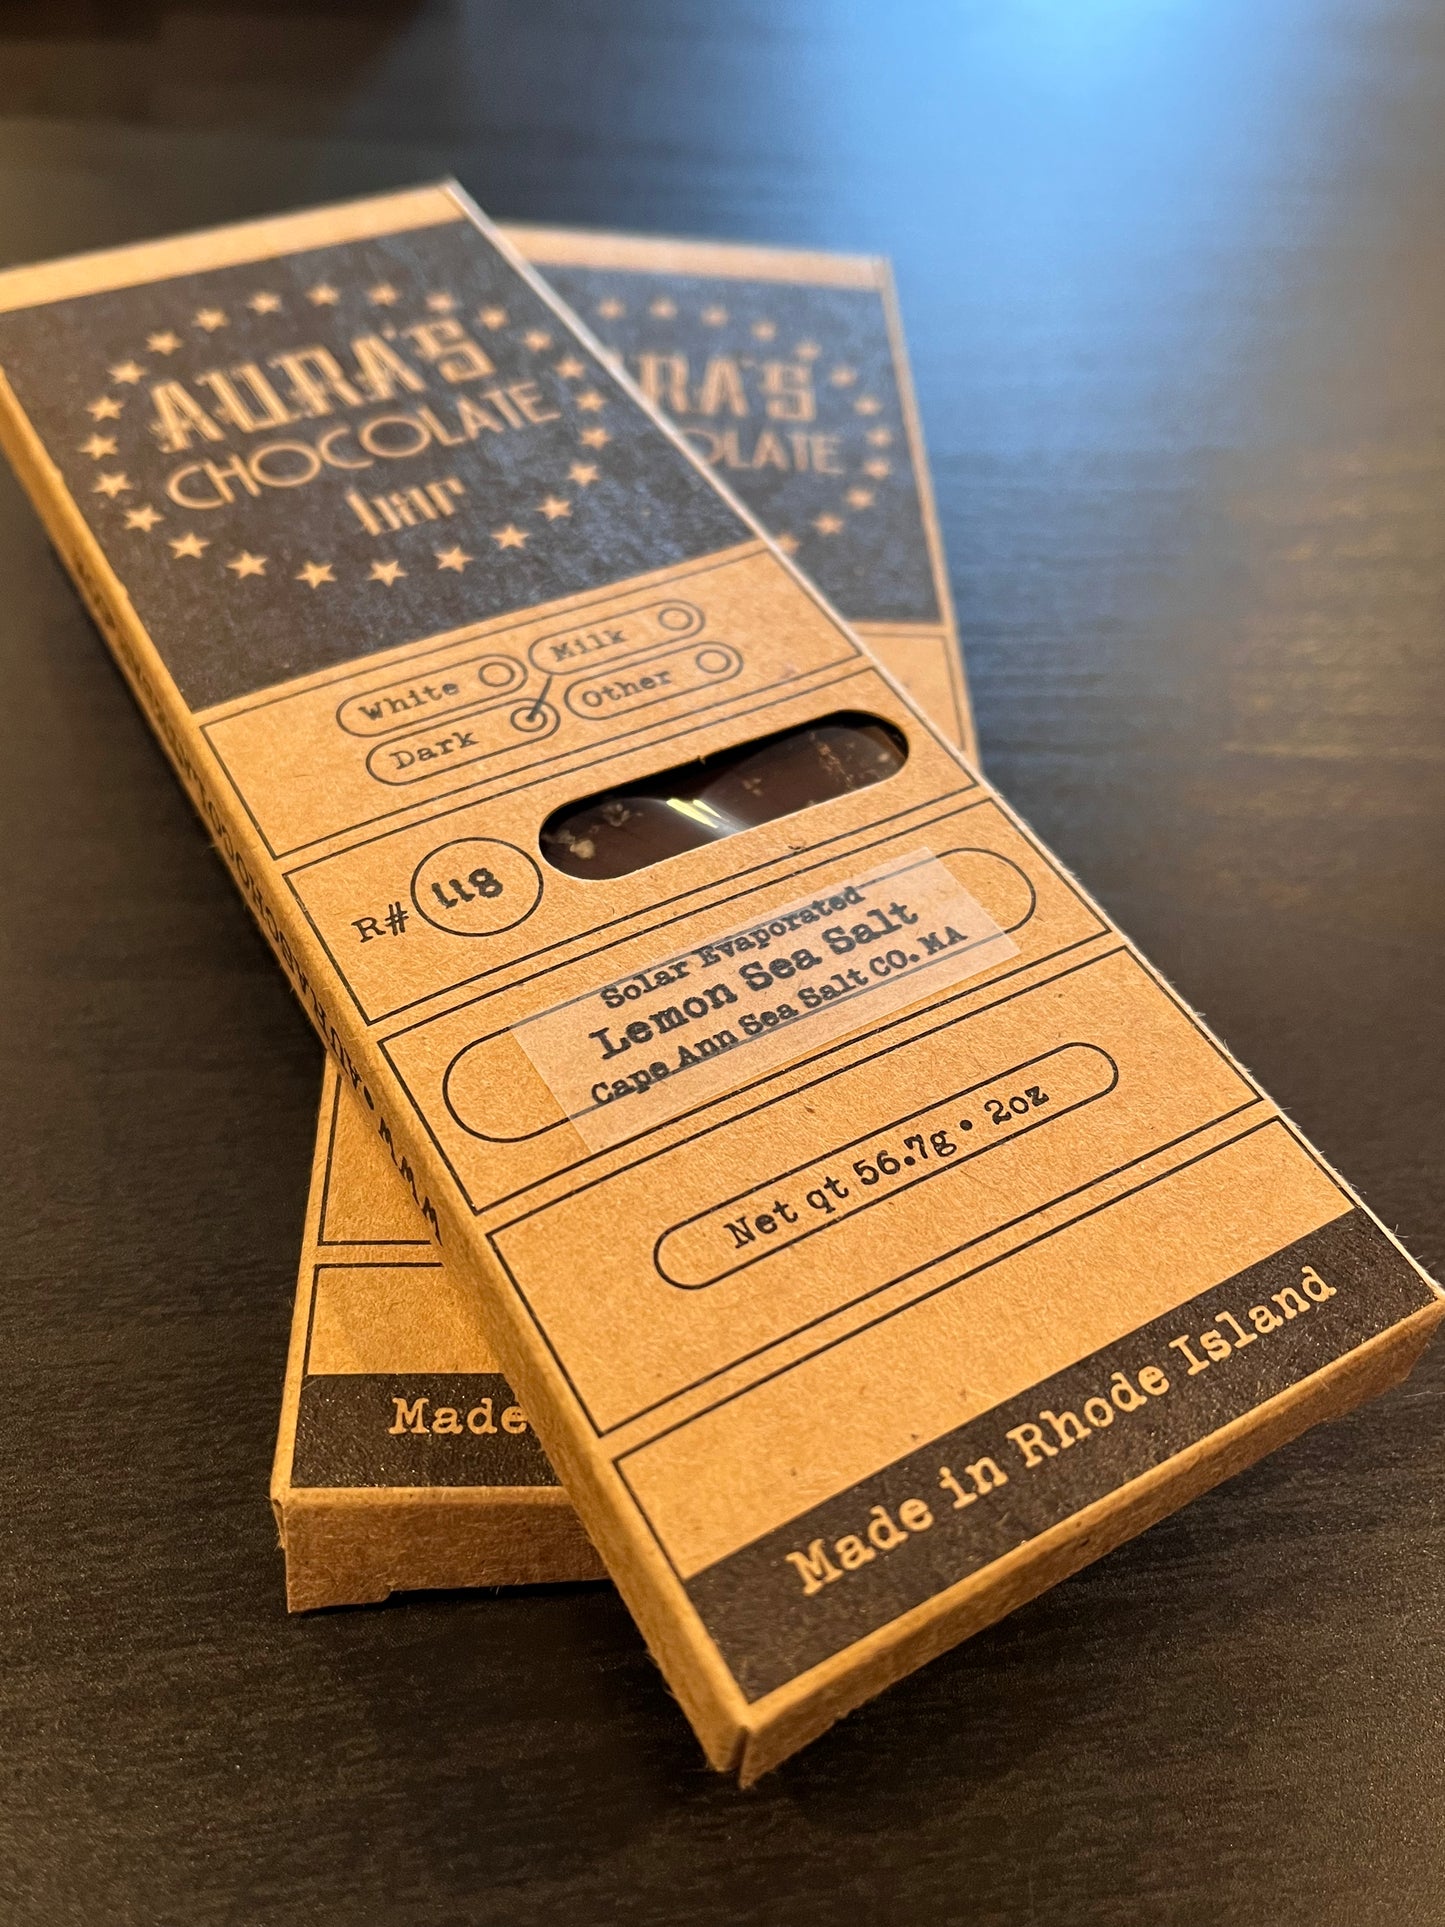 AURA'S
CHOCOLATE
bar
White
Milk
Dark
Other
R# 118
Solar Evaporated
Lemon Sea Salt
Cape Ann Sea Salt CO. MA
Net qt 56.7g • 2oz
Made in Rhode Island
Made